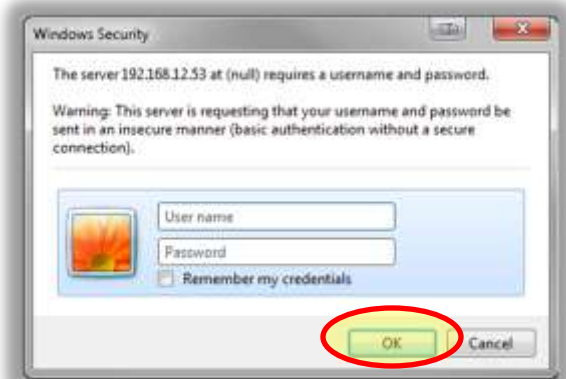 Windows Security
The server 192.168.12.53 at (null) requires a username and password.
Warning: This server is requesting that your username and password be
sent in an insecure manner (basic authentication without a secure
connection).
User name
Password
Remember my credentials
OK
Cancel